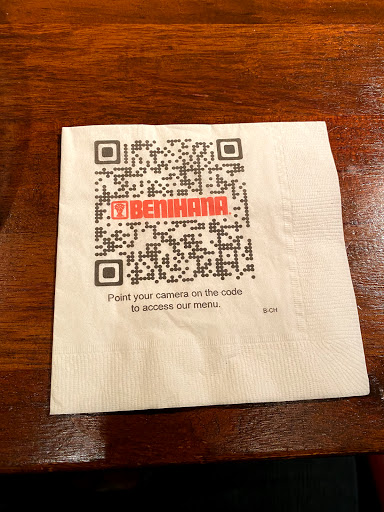 BENIHANA
Point your camera on the code
to access our menu.
B-CH